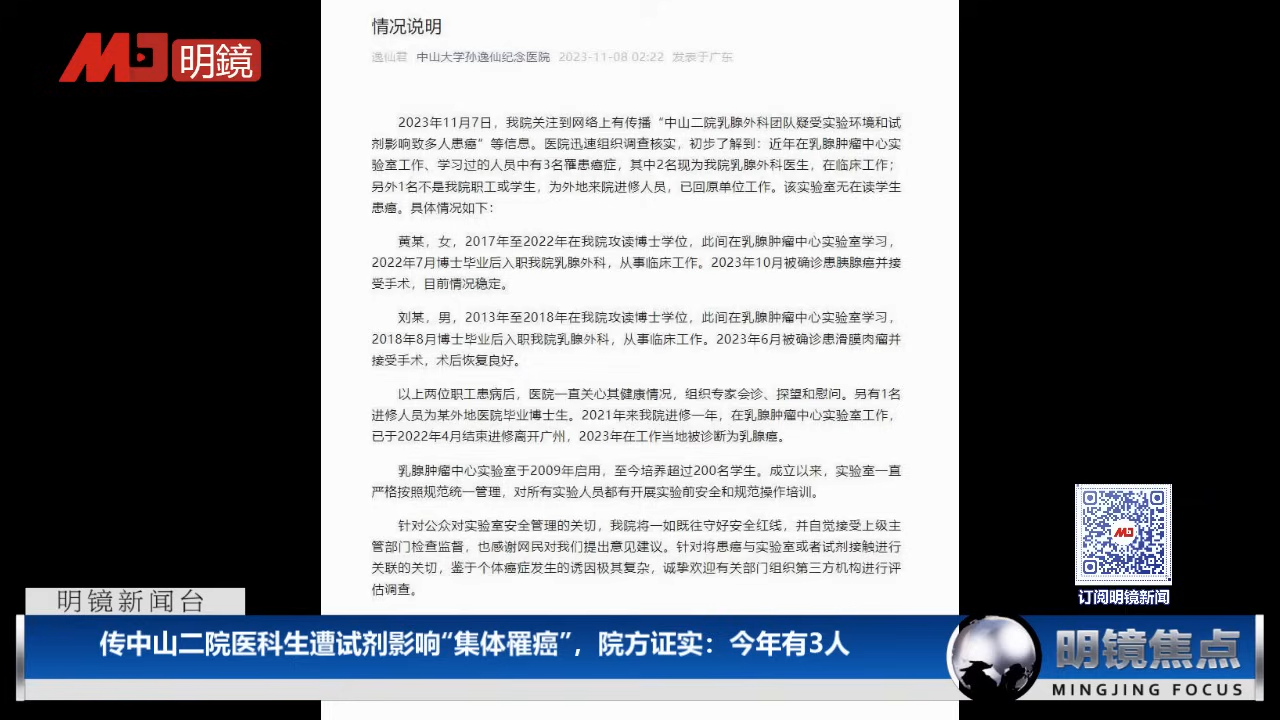 情况说明
逸仙君 中山大学孙逸仙纪念医院 2023-11-08 02:22 发表于广东
MD 明鏡
2023年11月7日，我院关注到网络上有传播“中山二院乳腺外科团队疑受实验环境和试
剂影响致多人患癌”等信息。医院迅速组织调查核实，初步了解到：近年在乳腺肿瘤中心实
验室工作、学习过的人员中有3名罹患癌症，其中2名现为我院乳腺外科医生，在临床工作；
另外1名不是我院职工或学生，为外地来院进修人员，已回原单位工作。该实验室无在读学生
患癌。具体情况如下：
黄某，女，2017年至2022年在我院攻读博士学位，此间在乳腺肿瘤中心实验室学习，
2022年7月博士毕业后入职我院乳腺外科，从事临床工作。2023年10月被确诊患胰腺癌并接
受手术，目前情况稳定。
刘某，男，2013年至2018年在我院攻读博士学位，此间在乳腺肿瘤中心实验室学习，
2018年8月博士毕业后入职我院乳腺外科，从事临床工作。2023年6月被确诊患滑膜肉瘤并
接受手术，术后恢复良好。
以上两位职工患病后，医院一直关心其健康情况，组织专家会诊、探望和慰问。另有1名
进修人员为某外地医院毕业博士生。2021年来我院进修一年，在乳腺肿瘤中心实验室工作，
已于2022年4月结束进修离开广州，2023年在工作当地被诊断为乳腺癌。
乳腺肿瘤中心实验室于2009年启用，至今培养超过200名学生。成立以来，实验室一直
严格按照规范统一管理，对所有实验人员都有开展实验前安全和规范操作培训。
针对公众对实验室安全管理的关切，我院将一如既往守好安全红线，并自觉接受上级主
管部门检查监督，也感谢网民对我们提出意见建议。针对将患癌与实验室或者试剂接触进行
关联的关切，鉴于个体癌症发生的诱因极其复杂，诚挚欢迎有关部门组织第三方机构进行评
估调查。
MD
订阅明镜新闻
明镜新闻台
传中山二院医科生遭试剂影响“集体罹癌”，院方证实：今年有3人
明镜焦点
MINGJING FOCUS